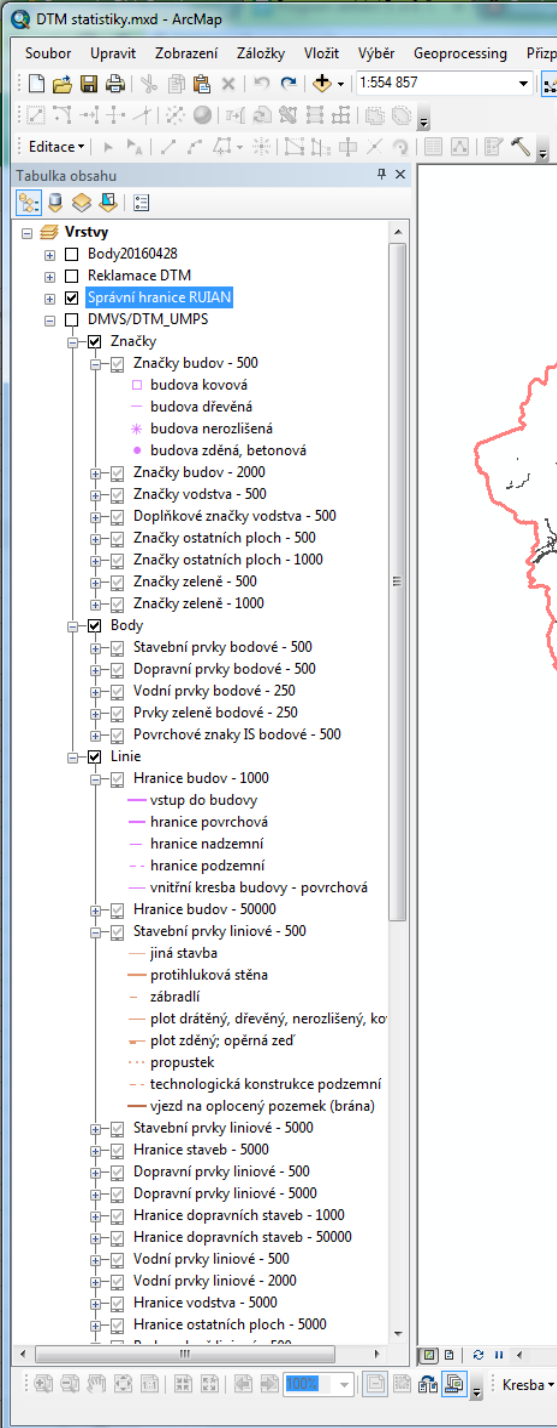 DTM statistiky.mxd - ArcMap
Soubor Upravit Zobrazení Záložky Vložit Výběr Geoprocessing
1:554 857
Editace
Tabulka obsahu
Vrstvy
Body20160428
Reklamace DTM
Správní hranice RUIAN
DMVS/DTM_UMPS
Značky
Značky budov - 500
budova kovová
budova dřevěná
budova nerozlišená
budova zděná, betonová
Značky budov - 2000
Značky vodstva - 500
Doplňkové značky vodstva - 500
Značky ostatních ploch - 500
Značky ostatních ploch - 1000
Značky zeleně - 500
Značky zeleně - 1000
Body
Stavební prvky bodové - 500
Dopravní prvky bodové - 500
Vodní prvky bodové - 250
Prvky zeleně bodové - 250
Povrchové znaky IS bodové - 500
Linie
Hranice budov - 1000
vstup do budovy
hranice povrchová
hranice nadzemní
hranice podzemní
vnitřní kresba budovy - povrchová
Hranice budov - 50000
Stavební prvky liniové - 500
jiná stavba
protihluková stěna
zábradlí
plot drátěný, dřevěný, nerozlišený,
plot zděný; opěrná zeď
propustek
technologická konstrukce podzemní
vjezd na oplocený pozemek (brána)
Stavební prvky liniové - 5000
Hranice staveb - 5000
Dopravní prvky liniové - 500
Dopravní prvky liniové - 5000
Hranice dopravních staveb - 1000
Hranice dopravních staveb - 50000
Vodní prvky liniové - 500
Vodní prvky liniové - 2000
Hranice vodstva - 5000
Hranice ostatních ploch - 5000
100%
Kresba